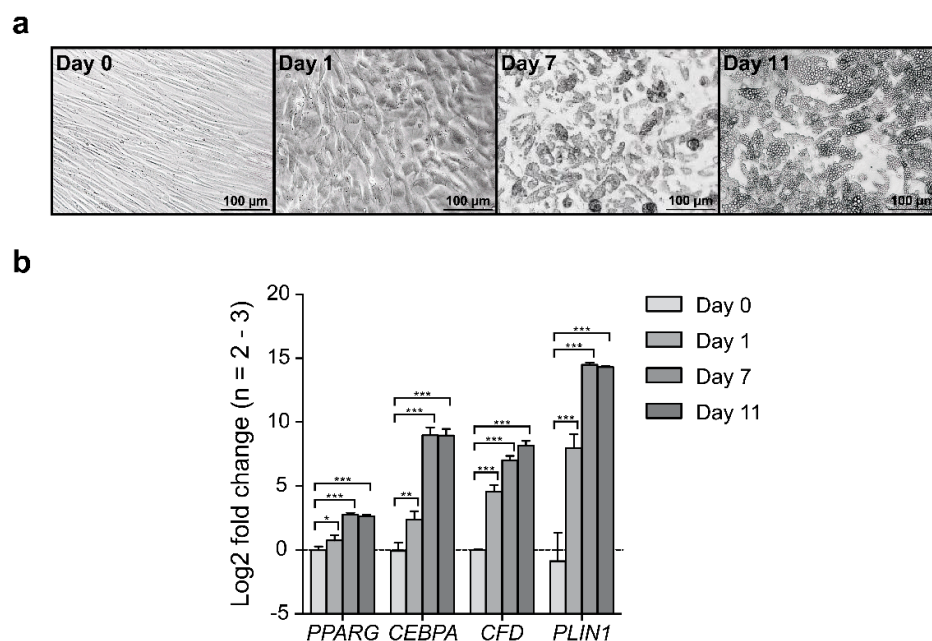 a
Day 0 Day 1 Day 7 Day 11
100 µm 100 µm 100 µm 100 µm
b
Log2 fold change (n = 2 - 3)
20
15
10
5
0
-5
*** *** *
*** *** **
*** *** ***
*** *** ***
PPARG CEBPA CFD PLIN1
Day 0
Day 1
Day 7
Day 11